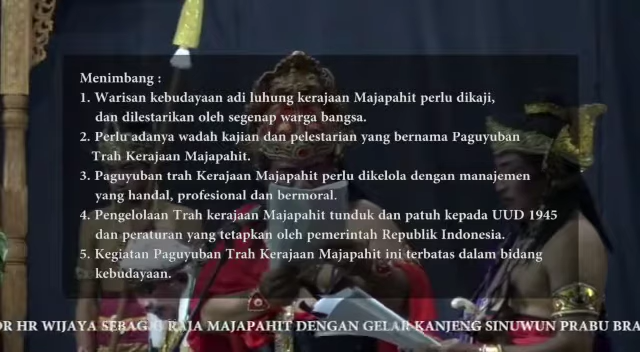 Menimbang :
1. Warisan kebudayaan adi luhung kerajaan Majapahit perlu dikaji,
dan dilestarikan oleh segenap warga bangsa.
2. Perlu adanya wadah kajian dan pelestarian yang bernama Paguyuban
Trah Kerajaan Majapahit.
3. Paguyuban trah Kerajaan Majapahit perlu dikelola dengan manajemen
yang handal, profesional dan bermoral.
4. Pengelolaan Trah kerajaan Majapahit tunduk dan patuh kepada UUD 1945
dan peraturan yang tetapkan oleh pemerintah Republik Indonesia.
5. Kegiatan Paguyuban Trah Kerajaan Majapahit ini terbatas dalam bidang
kebudayaan.
OR HR WIJAYA SEBAGAI RAJA MAJAPAHIT DENGAN GELAR KANJENG SINUWUN PRABU BRA